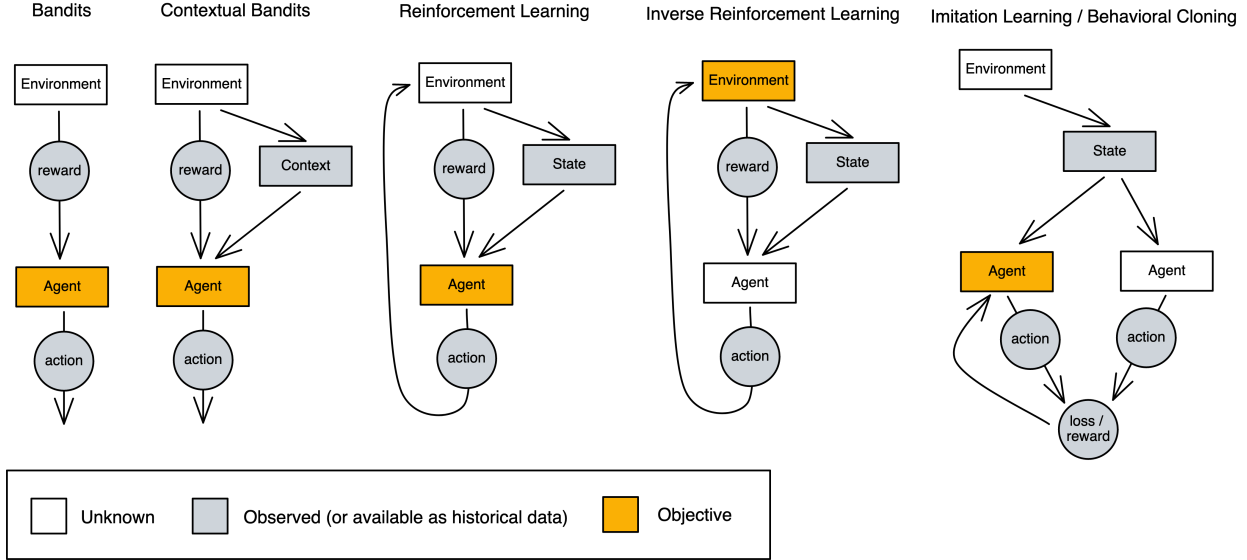 Bandits
Contextual Bandits
Reinforcement Learning
Inverse Reinforcement Learning
Imitation Learning / Behavioral Cloning
Environment
reward
Agent
action
Environment
reward
Context
Agent
action
Environment
reward
State
Agent
action
Environment
reward
State
Agent
action
Environment
State
Agent
Agent
action
action
loss /
reward
Unknown
Observed (or available as historical data)
Objective